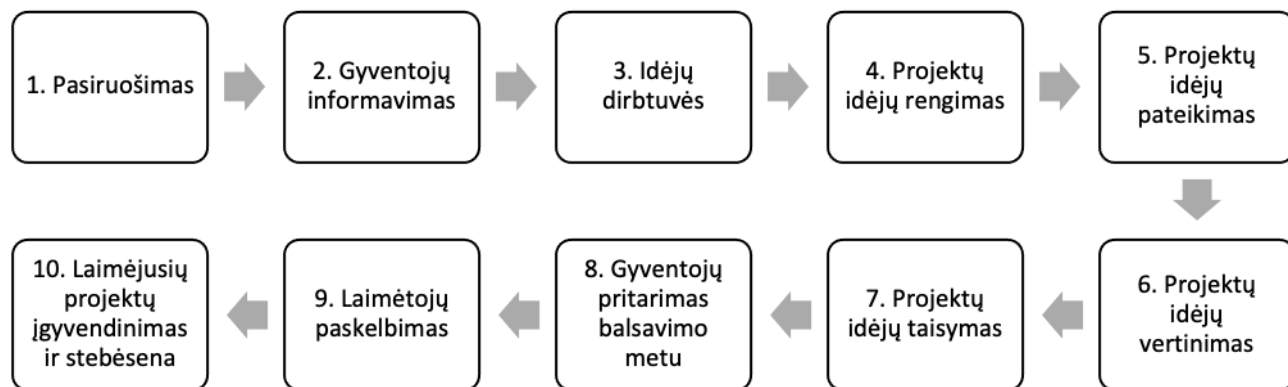 1. Pasiruošimas
2. Gyventojų
informavimas
3. Idėjų
dirbtuvės
4. Projektų
idėjų rengimas
5. Projektų
idėjų
pateikimas
6. Projektų
idėjų
vertinimas
7. Projektų
idėjų taisymas
8. Gyventojų
pritarimas
balsavimo
metu
9. Laimėtojų
paskelbimas
10. Laimėjusių
projektų
įgyvendinimas
ir stebėsena